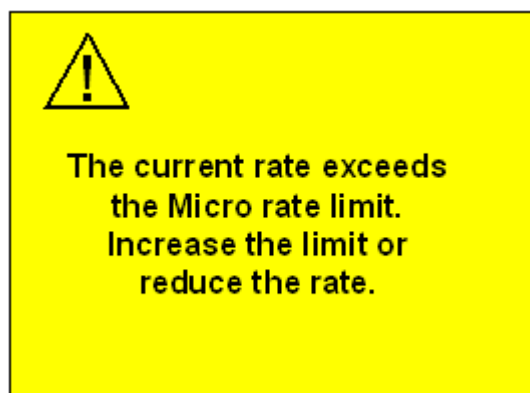 The current rate exceeds
the Micro rate limit.
Increase the limit or
reduce the rate.